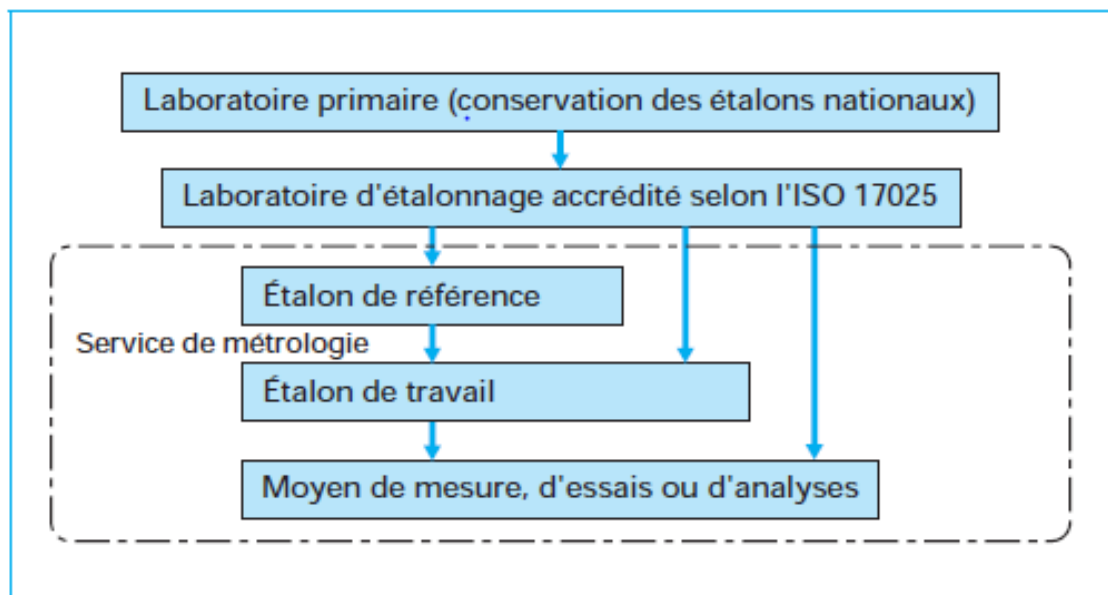 Laboratoire primaire (conservation des étalons nationaux)
Laboratoire d'étalonnage accrédité selon l'ISO 17025
Étalon de référence
Service de métrologie
Étalon de travail
Moyen de mesure, d'essais ou d'analyses